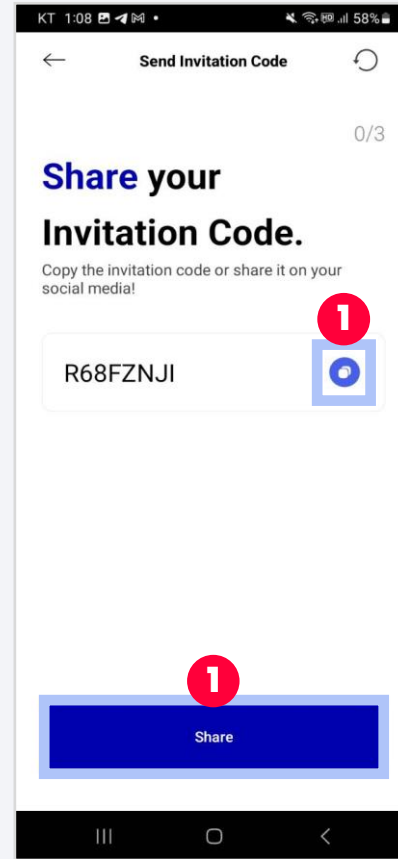 KT 1:08 58%
Send Invitation Code
0/3
Share your
Invitation Code.
Copy the invitation code or share it on your
social media!
1
R68FZNJI
1
Share